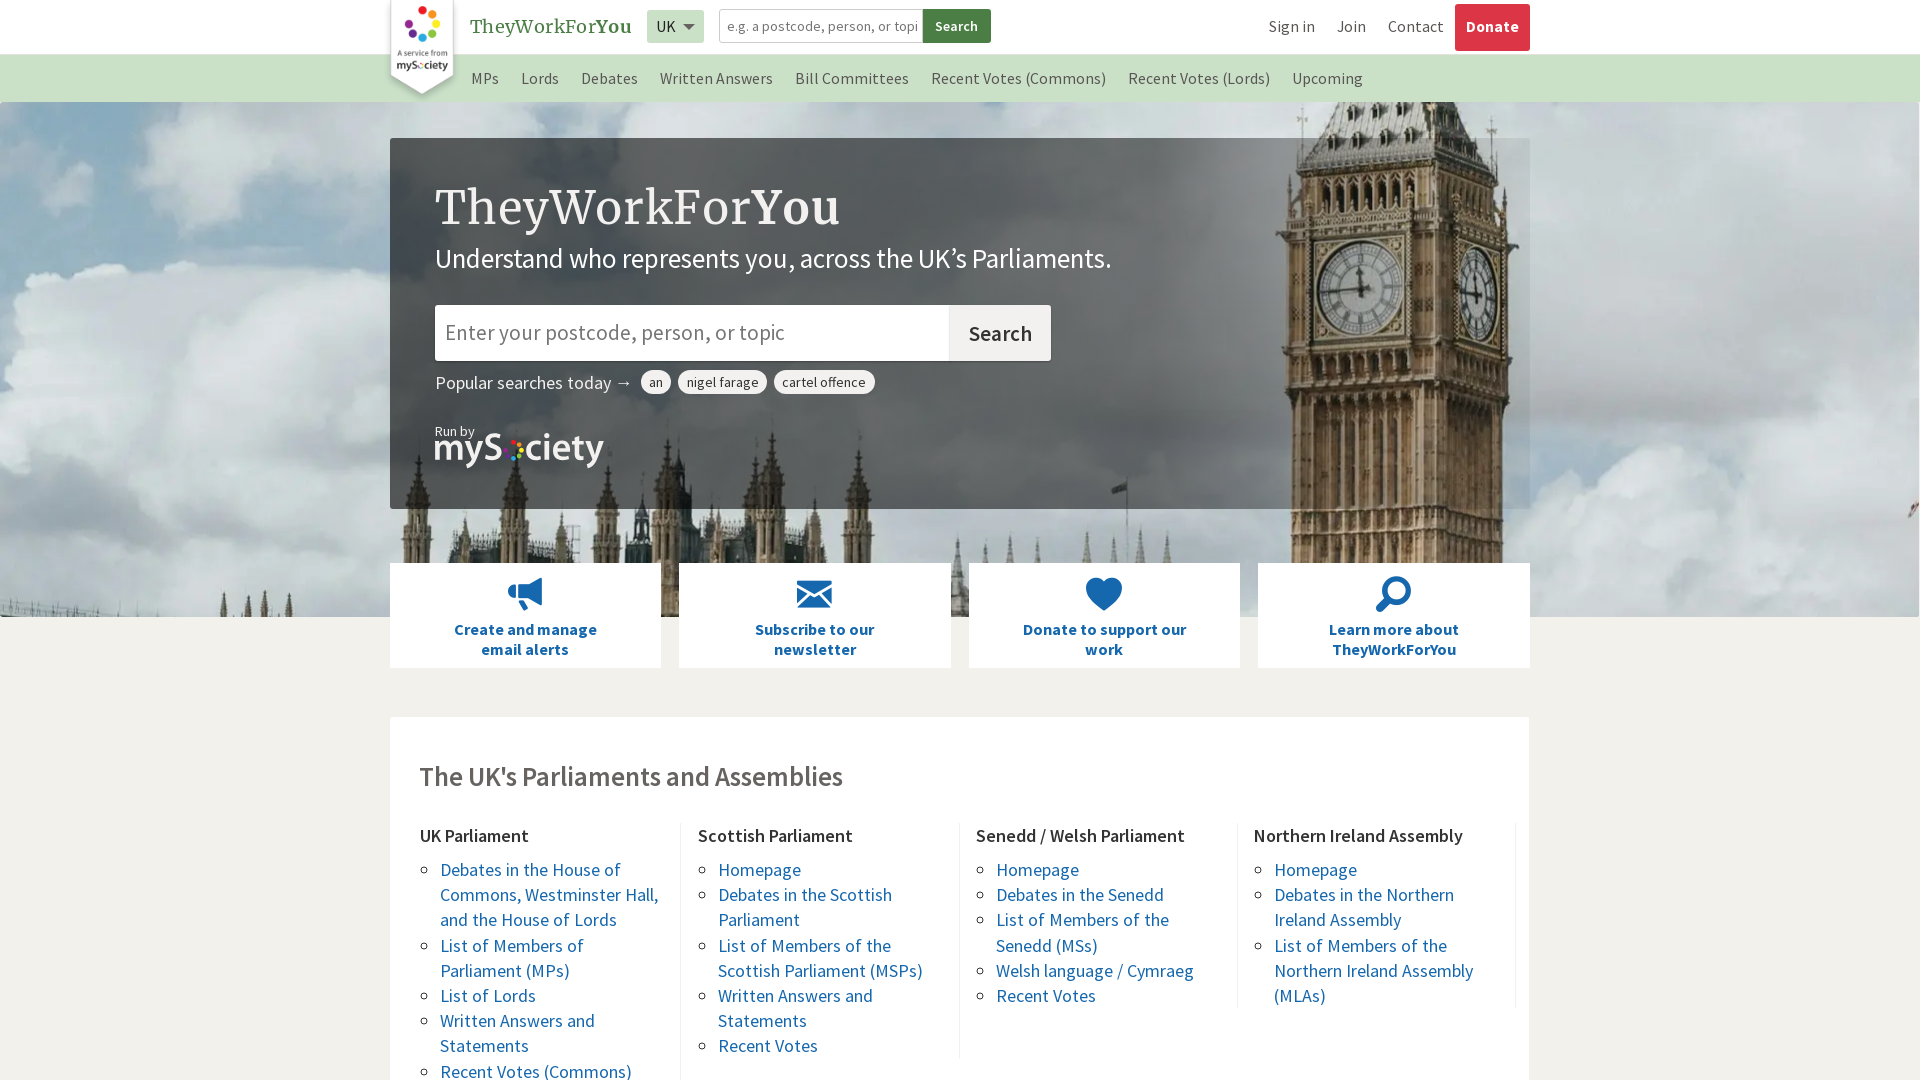 A service from
mySociety
TheyWorkForYou
UK
e.g. a postcode, person, or topi
Search
Sign in
Join
Contact
Donate
MPs
Lords
Debates
Written Answers
Bill Committees
Recent Votes (Commons)
Recent Votes (Lords)
Upcoming
TheyWorkForYou
Understand who represents you, across the UK’s Parliaments.
Enter your postcode, person, or topic
Search
Popular searches today →
an
nigel farage
cartel offence
Run by
mySociety
Create and manage
email alerts
Subscribe to our
newsletter
Donate to support our
work
Learn more about
TheyWorkForYou
The UK's Parliaments and Assemblies
UK Parliament
Debates in the House of
Commons, Westminster Hall,
and the House of Lords
List of Members of
Parliament (MPs)
List of Lords
Written Answers and
Statements
Recent Votes (Commons)
Scottish Parliament
Homepage
Debates in the Scottish
Parliament
List of Members of the
Scottish Parliament (MSPs)
Written Answers and
Statements
Recent Votes
Senedd / Welsh Parliament
Homepage
Debates in the Senedd
List of Members of the
Senedd (MSs)
Welsh language / Cymraeg
Recent Votes
Northern Ireland Assembly
Homepage
Debates in the Northern
Ireland Assembly
List of Members of the
Northern Ireland Assembly
(MLAs)